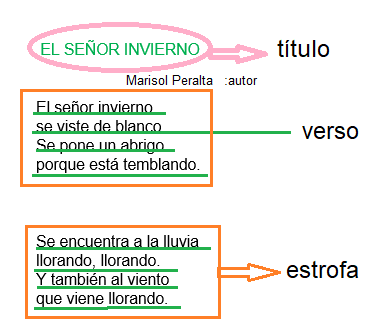 EL SEÑOR INVIERNO título
Marisol Peralta :autor
El señor invierno
se viste de blanco
verso
Se pone un abrigo
porque está temblando.
Se encuentra a la lluvia
llorando, llorando.
estrofa
Y también al viento
que viene llorando.